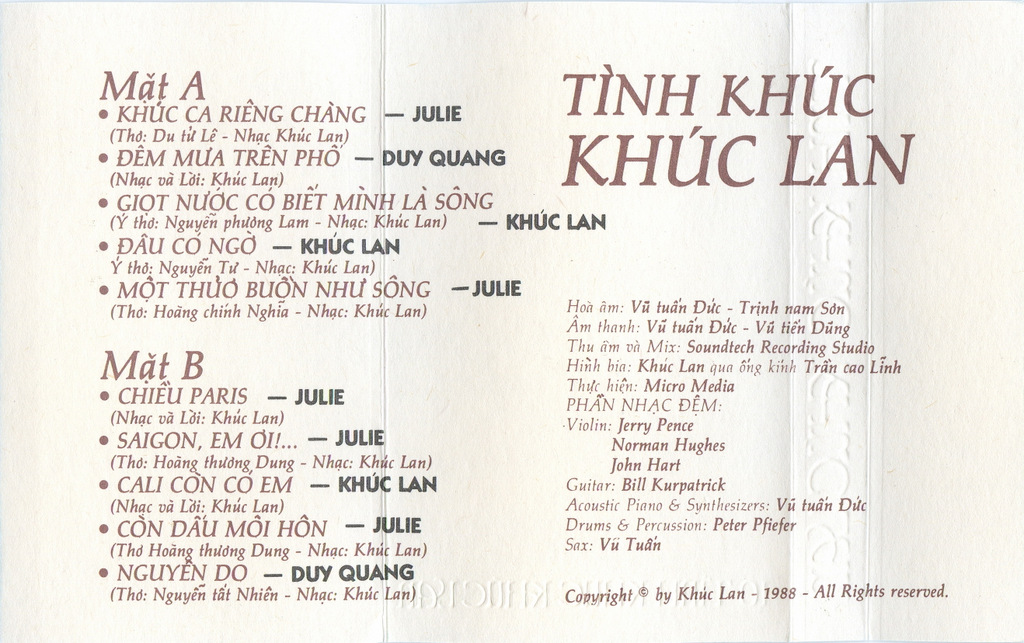 Mặt A
• KHÚC CA RIÊNG CHÀNG — JULIE
(Thơ: Du tử Lê - Nhạc Khúc Lan)
• ĐÊM MƯA TRÊN PHỐ — DUY QUANG
(Nhạc và Lời: Khúc Lan)
• GIỌT NƯỚC CÓ BIẾT MÌNH LÀ SÔNG
(Ý thơ: Nguyễn phương Lam - Nhạc: Khúc Lan) — KHÚC LAN
• ĐÂU CÓ NGỜ — KHÚC LAN
Ý thơ: Nguyễn Tư - Nhạc: Khúc Lan)
• MỘT THUỞ BUỒN NHƯ SÔNG — JULIE
(Thơ: Hoàng chính Nghĩa - Nhạc: Khúc Lan)
Mặt B
• CHIỀU PARIS — JULIE
(Nhạc và Lời: Khúc Lan)
• SAIGON, EM ƠI!... — JULIE
(Thơ: Hoàng thương Dung - Nhạc: Khúc Lan)
• CALI CÒN CÓ EM — KHÚC LAN
(Nhạc và Lời: Khúc Lan)
• CÒN DẤU MÔI HÔN — JULIE
(Thơ Hoàng thương Dung - Nhạc: Khúc Lan)
• NGUYÊN DO — DUY QUANG
(Thơ: Nguyễn tất Nhiên - Nhạc: Khúc Lan)
TÌNH KHÚC
KHÚC LAN
Hoà âm: Vũ tuấn Đức - Trịnh nam Sơn
Âm thanh: Vũ tuấn Đức - Vũ tiến Dũng
Thu âm và Mix: Soundtech Recording Studio
Hình bìa: Khúc Lan qua ống kính Trần cao Lĩnh
Thực hiện: Micro Media
PHẦN NHẠC ĐỆM:
Violin: Jerry Pence
Norman Hughes
John Hart
Guitar: Bill Kurpatrick
Acoustic Piano & Synthesizers: Vũ tuấn Đức
Drums & Percussion: Peter Pfiefer
Sax: Vũ Tuấn
Copyright © by Khúc Lan - 1988 - All Rights reserved.